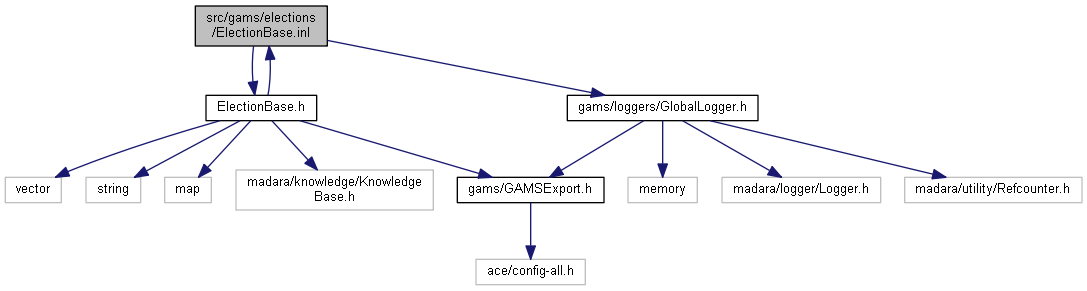 src/gams/elections
/ElectionBase.inl
ElectionBase.h
gams/loggers/GlobalLogger.h
vector
string
map
madara/knowledge/Knowledge
Base.h
gams/GAMSExport.h
memory
madara/logger/Logger.h
madara/utility/Refcounter.h
ace/config-all.h